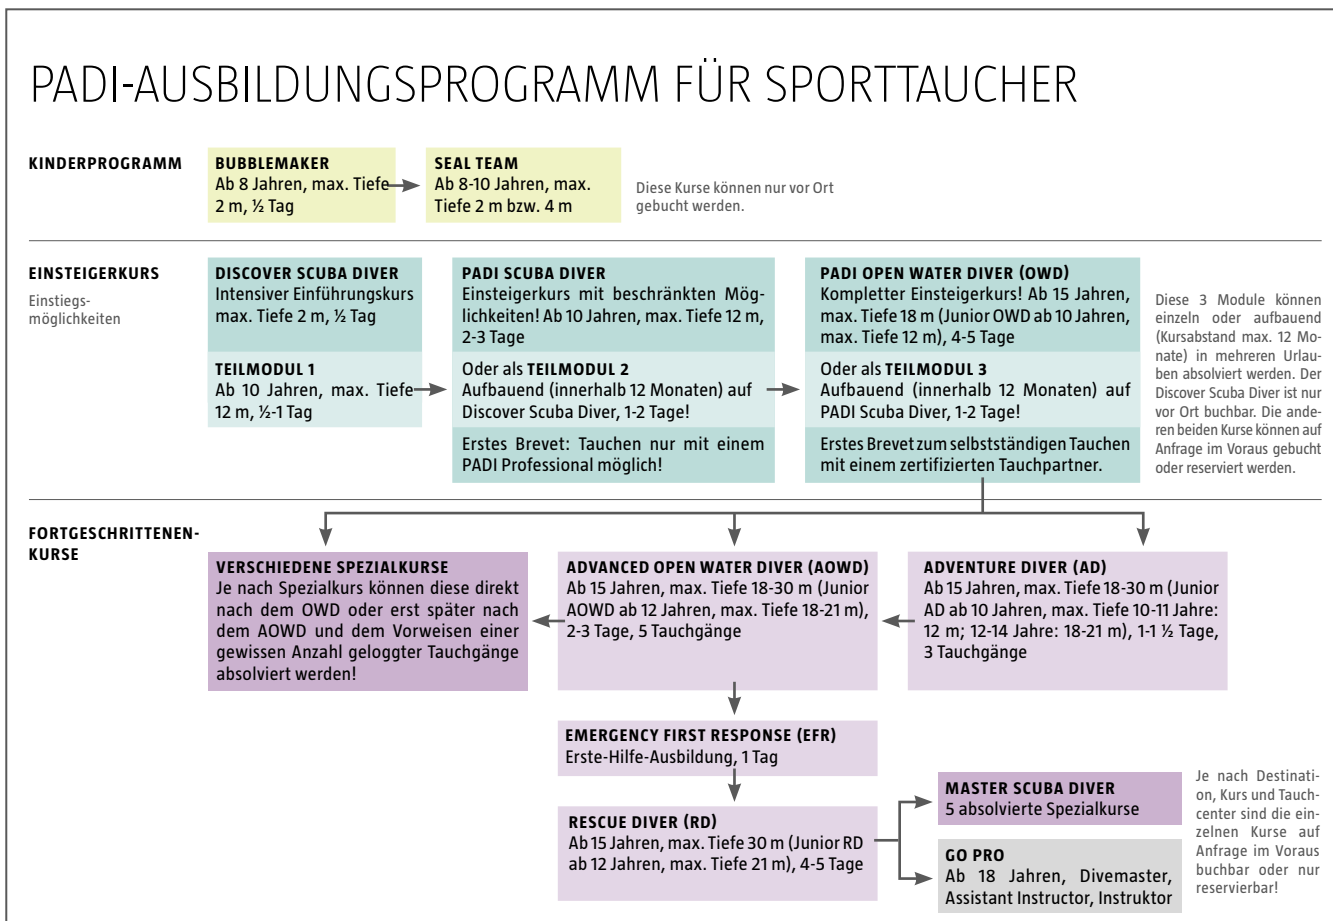 PADI-AUSBILDUNGSPROGRAMM FÜR SPORTTAUCHER
KINDERPROGRAMM
BUBBLEMAKER
Ab 8 Jahren, max. Tiefe
2 m, ½ Tag
SEAL TEAM
Ab 8-10 Jahren, max.
Tiefe 2 m bzw. 4 m
Diese Kurse können nur vor Ort
gebucht werden.
EINSTEIGERKURS
Einstiegs-
möglichkeiten
DISCOVER SCUBA DIVER
Intensiver Einführungskurs
max. Tiefe 2 m, ½ Tag
TEILMODUL 1
Ab 10 Jahren, max. Tiefe
12 m, ½-1 Tag
PADI SCUBA DIVER
Einsteigerkurs mit beschränkten Mög-
lichkeiten! Ab 10 Jahren, max. Tiefe 12 m,
2-3 Tage
Oder als TEILMODUL 2
Aufbauend (innerhalb 12 Monaten) auf
Discover Scuba Diver, 1-2 Tage!
Erstes Brevet: Tauchen nur mit einem
PADI Professional möglich!
PADI OPEN WATER DIVER (OWD)
Kompletter Einsteigerkurs! Ab 15 Jahren,
max. Tiefe 18 m (Junior OWD ab 10 Jahren,
max. Tiefe 12 m), 4-5 Tage
Oder als TEILMODUL 3
Aufbauend (innerhalb 12 Monaten) auf
PADI Scuba Diver, 1-2 Tage!
Erstes Brevet zum selbstständigen Tauchen
mit einem zertifizierten Tauchpartner.
Diese 3 Module können
einzeln oder aufbauend
(Kursabstand max. 12 Mo-
nate) in mehreren Urlau-
ben absolviert werden. Der
Discover Scuba Diver ist nur
vor Ort buchbar. Die ande-
ren beiden Kurse können auf
Anfrage im Voraus gebucht
oder reserviert werden.
FORTGESCHRITTENEN-
KURSE
VERSCHIEDENE SPEZIALKURSE
Je nach Spezialkurs können diese direkt
nach dem OWD oder erst später nach
dem AOWD und dem Vorweisen einer
gewissen Anzahl geloggter Tauchgänge
absolviert werden!
ADVANCED OPEN WATER DIVER (AOWD)
Ab 15 Jahren, max. Tiefe 18-30 m (Junior
AOWD ab 12 Jahren, max. Tiefe 18-21 m),
2-3 Tage, 5 Tauchgänge
ADVENTURE DIVER (AD)
Ab 15 Jahren, max. Tiefe 18-30 m (Junior
AD ab 10 Jahren, max. Tiefe 10-11 Jahre:
12 m; 12-14 Jahre: 18-21 m), 1-1 ½ Tage,
3 Tauchgänge
EMERGENCY FIRST RESPONSE (EFR)
Erste-Hilfe-Ausbildung, 1 Tag
RESCUE DIVER (RD)
Ab 15 Jahren, max. Tiefe 30 m (Junior RD
ab 12 Jahren, max. Tiefe 21 m), 4-5 Tage
MASTER SCUBA DIVER
5 absolvierte Spezialkurse
GO PRO
Ab 18 Jahren, Divemaster,
Assistant Instructor, Instruktor
Je nach Destinati-
on, Kurs und Tauch-
center sind die ein-
zelnen Kurse auf
Anfrage im Voraus
buchbar oder nur
reservierbar!